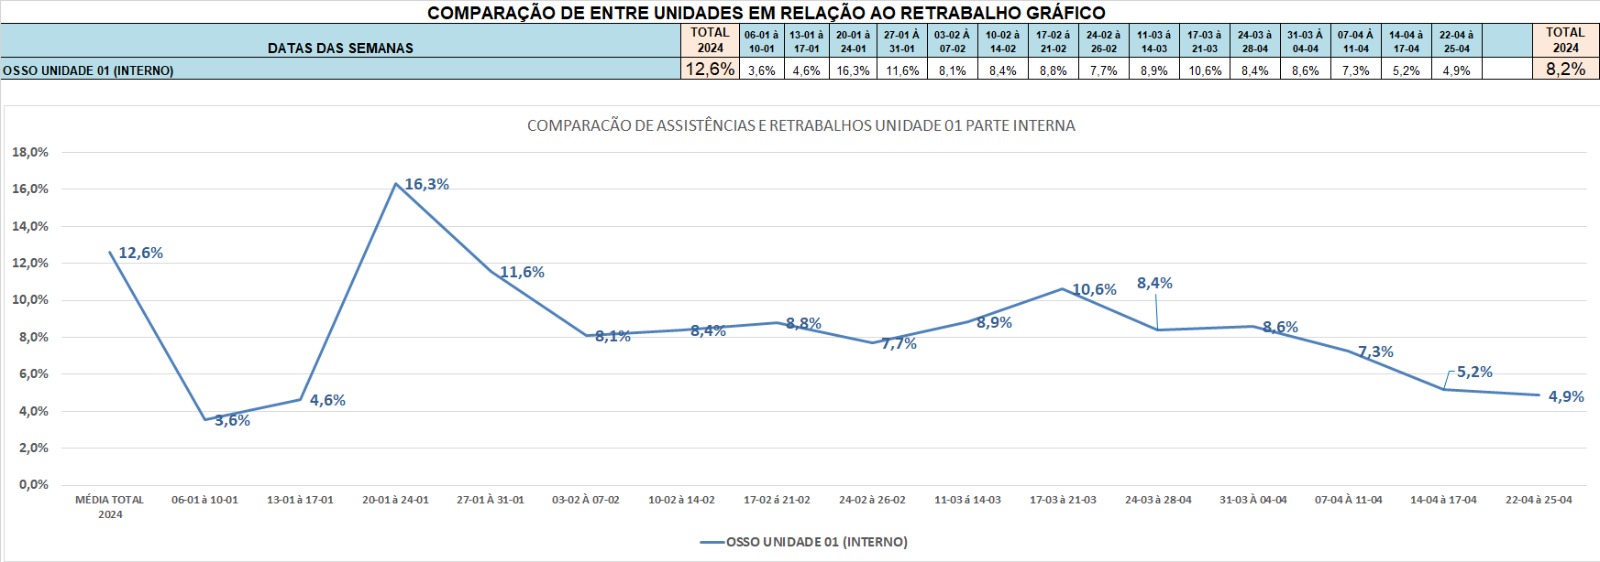 COMPARAÇÃO DE ENTRE UNIDADES EM RELAÇÃO AO RETRABALHO GRÁFICO
DATAS DAS SEMANAS TOTAL 2024 06-01 à 10-01 13-01 à 17-01 20-01 à 24-01 27-01 À 31-01 03-02 À 07-02 10-02 à 14-02 17-02 á 21-02 24-02 à 26-02 11-03 á 14-03 17-03 à 21-03 24-03 à 28-04 31-03 À 04-04 07-04 À 11-04 14-04 à 17-04 22-04 à 25-04 TOTAL 2024
OSSO UNIDADE 01 (INTERNO) 12,6% 3,6% 4,6% 16,3% 11,6% 8,1% 8,4% 8,8% 7,7% 8,9% 10,6% 8,4% 8,6% 7,3% 5,2% 4,9% 8,2%
COMPARACÃO DE ASSISTÊNCIAS E RETRABALHOS UNIDADE 01 PARTE INTERNA
18,0%
16,0%
14,0%
12,0%
10,0%
8,0%
6,0%
4,0%
2,0%
0,0%
12,6% 3,6% 4,6% 16,3% 11,6% 8,1% 8,4% 8,8% 7,7% 8,9% 10,6% 8,4% 8,6% 7,3% 5,2% 4,9%
MÉDIA TOTAL 2024 06-01 à 10-01 13-01 à 17-01 20-01 à 24-01 27-01 À 31-01 03-02 À 07-02 10-02 à 14-02 17-02 á 21-02 24-02 à 26-02 11-03 á 14-03 17-03 à 21-03 24-03 à 28-04 31-03 À 04-04 07-04 À 11-04 14-04 à 17-04 22-04 à 25-04
OSSO UNIDADE 01 (INTERNO)